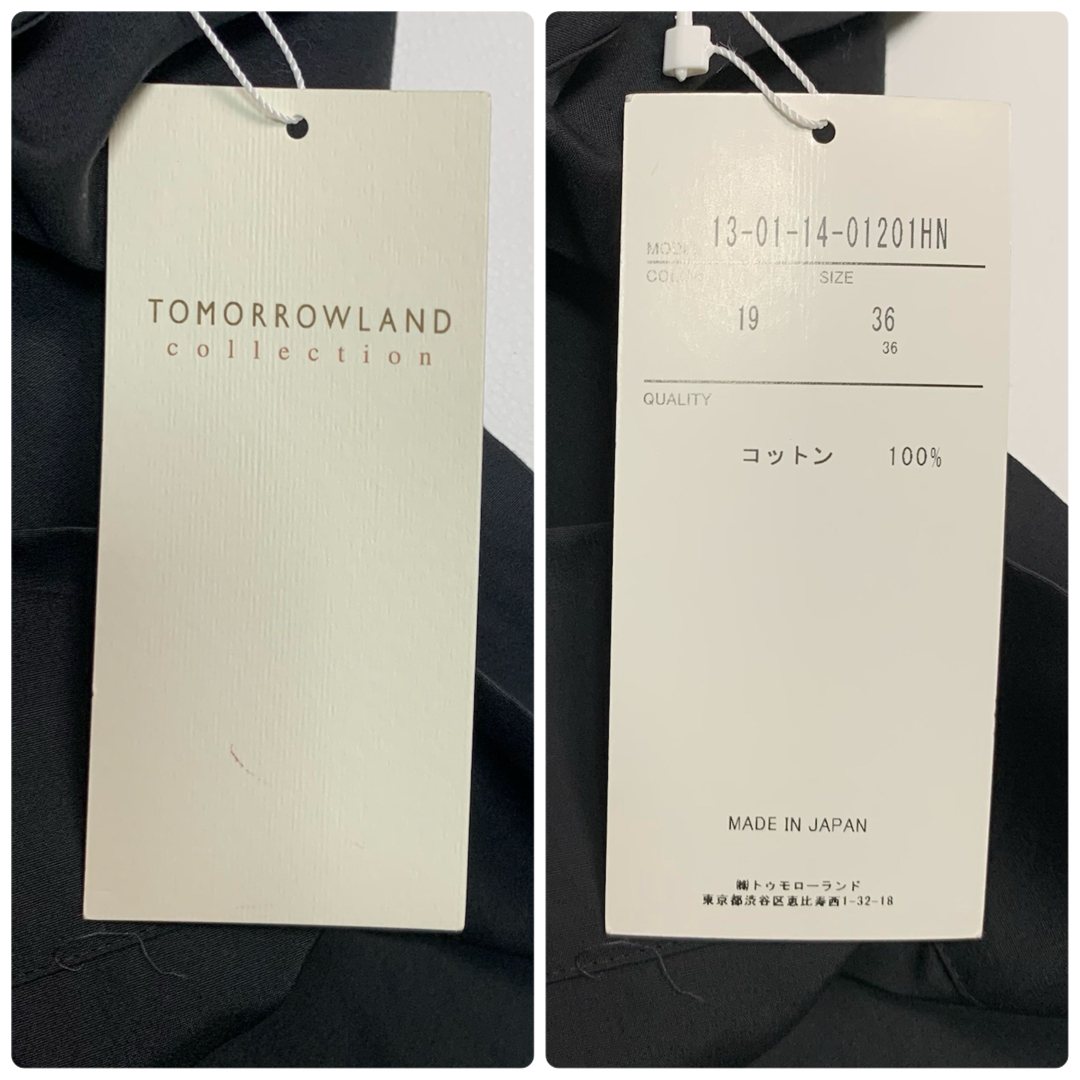 TOMORROWLAND
collection
MODEL 13-01-14-01201HN
COLOR SIZE
19 36
36
QUALITY
コットン 100%
MADE IN JAPAN
㈱トゥモローランド
東京都渋谷区恵比寿西1-32-18